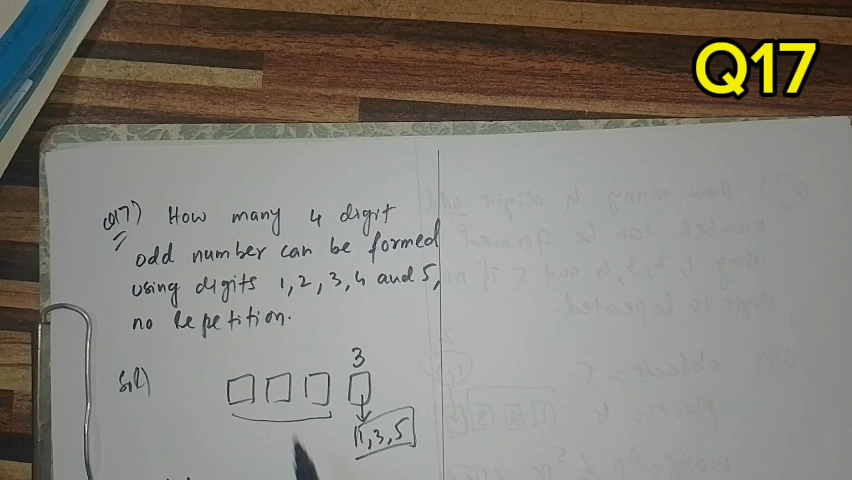 Q17
Q17) How many 4 digit
odd number can be formed
using digits 1, 2, 3, 4 and 5,
no repetition.
Sol)
3
1, 3, 5